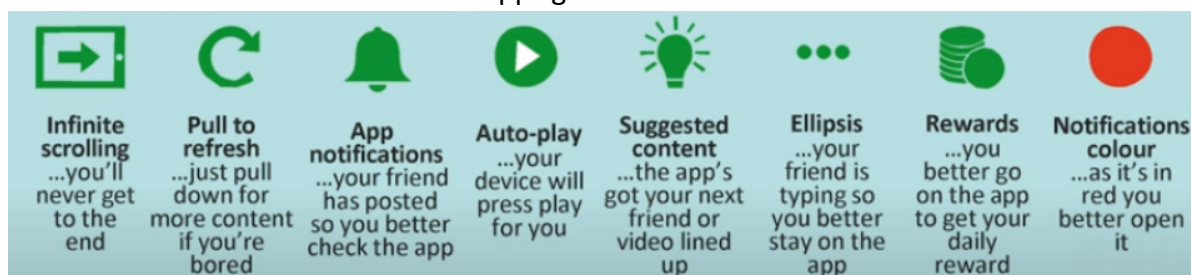 Infinite
scrolling
...you'll
never get
to the
end
Pull to
refresh
...just pull
down for
more content
if you're
bored
App
notifications
...your friend
has posted
so you better
check the app
Auto-play
...your
device will
press play
for you
Suggested
content
...the app's
got your next
friend or
video lined
up
Ellipsis
...your
friend is
typing so
you better
stay on the
app
Rewards
...you
better go
on the app
to get your
daily
reward
Notifications
colour
...as it's in
red you
better open
it